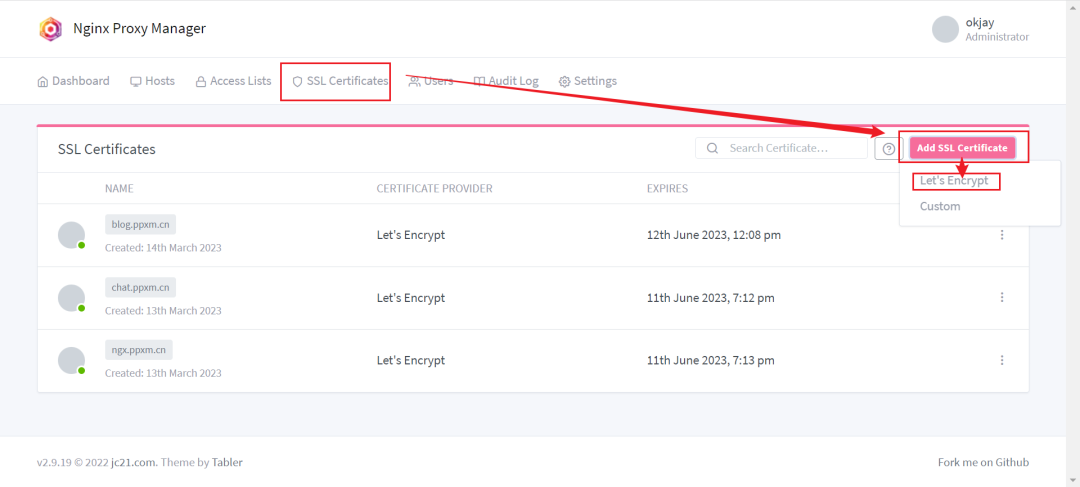 Nginx Proxy Manager
okjay
Administrator
Dashboard Hosts Access Lists SSL Certificates Users Audit Log Settings
SSL Certificates Search Certificate... Add SSL Certificate
Let's Encrypt
Custom
NAME CERTIFICATE PROVIDER EXPIRES
blog.ppxm.cn
Created: 14th March 2023
Let's Encrypt
12th June 2023, 12:08 pm
chat.ppxm.cn
Created: 13th March 2023
Let's Encrypt
11th June 2023, 7:12 pm
ngx.ppxm.cn
Created: 13th March 2023
Let's Encrypt
11th June 2023, 7:13 pm
v2.9.19 © 2022 jc21.com. Theme by Tabler Fork me on Github